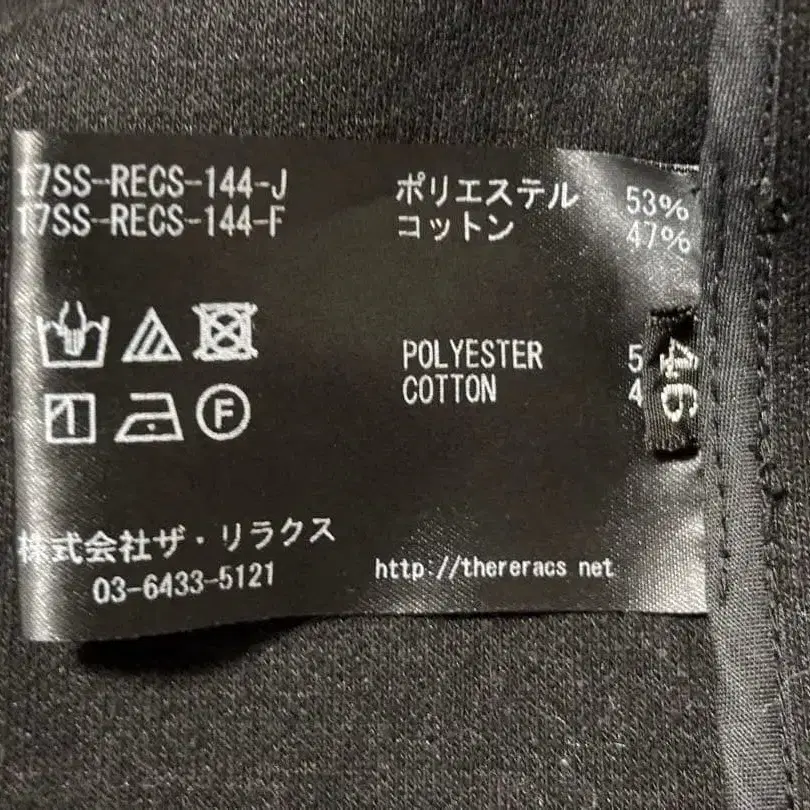 17SS-RECS-144-J
17SS-RECS-144-F
ポリエステル 53%
コットン 47%
POLYESTER 5
COTTON 4
46
F
株式会社ザ・リラクス
03-6433-5121
http://thereracs net